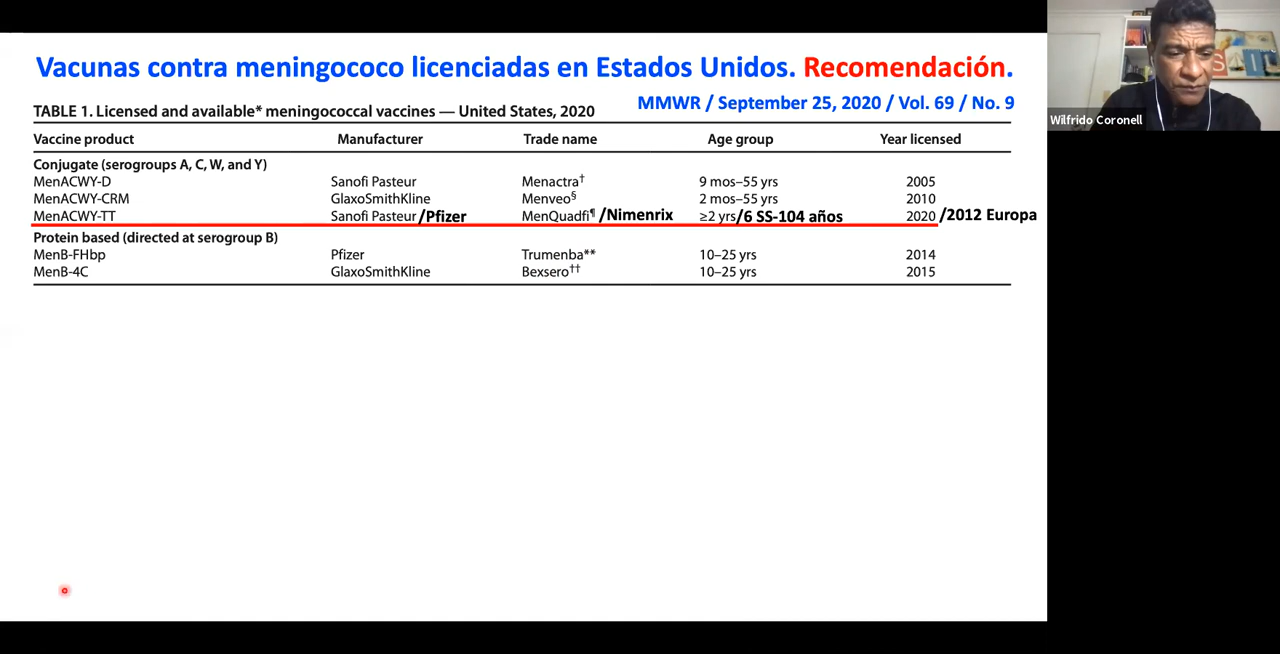 Vacunas contra meningococo licenciadas en Estados Unidos. Recomendación.
MMWR / September 25, 2020 / Vol. 69 / No. 9
TABLE 1. Licensed and available* meningococcal vaccines — United States, 2020
Vaccine product Manufacturer Trade name Age group Year licensed
Conjugate (serogroups A, C, W, and Y)
MenACWY-D Sanofi Pasteur Menactra† 9 mos–55 yrs 2005
MenACWY-CRM GlaxoSmithKline Menveo§ 2 mos–55 yrs 2010
MenACWY-TT Sanofi Pasteur/Pfizer MenQuadfi¶/Nimenrix ≥2 yrs/6 SS-104 años 2020/2012 Europa
Protein based (directed at serogroup B)
MenB-FHbp Pfizer Trumenba** 10–25 yrs 2014
MenB-4C GlaxoSmithKline Bexsero†† 10–25 yrs 2015
Wilfrido Coronell